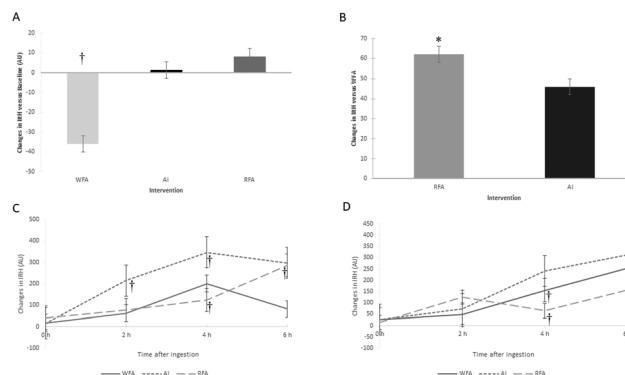 A
20
10
0
-10
-20
-30
-40
-50
†
WFA
AI
RFA
Intervention
Changes in IRH versus Baseline (AU)
B
70
60
50
40
30
20
10
0
*
RFA
AI
Intervention
Changes in IRH versus WFA
C
500
400
300
200
100
0
-100
†
†
†
†
0 h
2 h
4 h
6 h
Time after ingestion
Changes in IRH (AU)
WFA
AI
RFA
D
450
400
350
300
250
200
150
100
50
0
-50
-100
†
†
0 h
2 h
4 h
6 h
Time after ingestion
Changes in IRH (AU)
WFA
AI
RFA